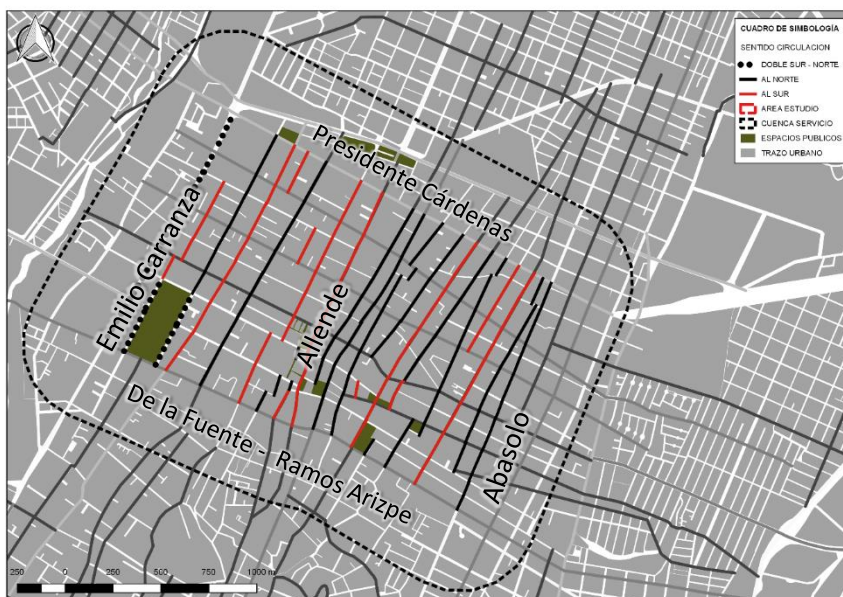 CUADRO DE SIMBOLOGÍA
SENTIDO CIRCULACION
DOBLE SUR - NORTE
AL NORTE
AL SUR
AREA ESTUDIO
CUENCA SERVICIO
ESPACIOS PUBLICOS
TRAZO URBANO
Presidente Cárdenas
Emilio Carranza
Allende
De la Fuente - Ramos Arizpe
Abasolo
250 0 250 500 750 1000 m